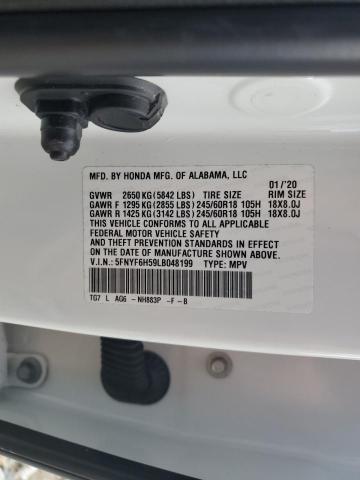 MFD. BY HONDA MFG. OF ALABAMA, LLC
01/'20
GVWR 2650 KG (5842 LBS) TIRE SIZE RIM SIZE
GAWR F 1295 KG (2855 LBS) 245/60R18 105H 18X8.0J
GAWR R 1425 KG (3142 LBS) 245/60R18 105H 18X8.0J
THIS VEHICLE CONFORMS TO ALL APPLICABLE
FEDERAL MOTOR VEHICLE SAFETY
STANDARDS IN EFFECT ON THE DATE OF
MANUFACTURE SHOWN ABOVE.
V.I.N.: 5FNYF6H59LB048199 TYPE: MPV
TG7 L AG6 -NH883P -F -B